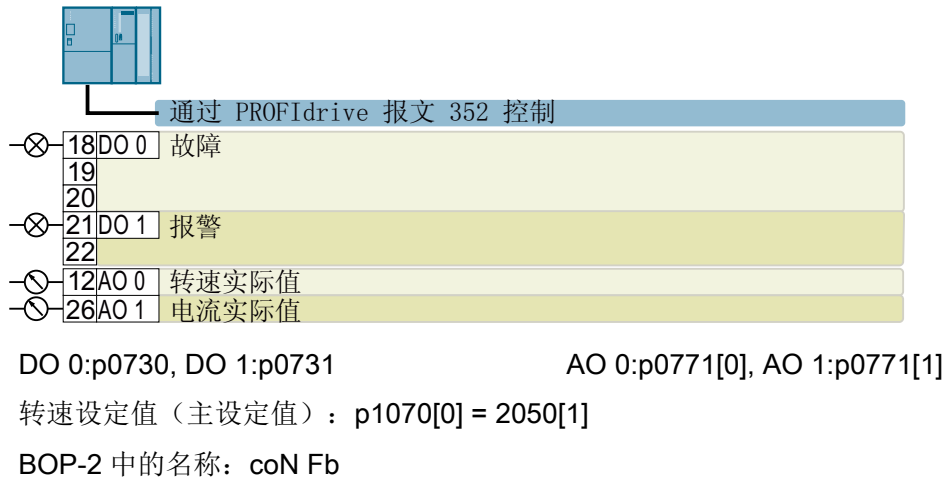 通过 PROFIdrive 报文 352 控制
18 DO 0 故障
19
20
21 DO 1 报警
22
12 AO 0 转速实际值
26 AO 1 电流实际值
DO 0:p0730, DO 1:p0731 AO 0:p0771[0], AO 1:p0771[1]
转速设定值（主设定值）：p1070[0] = 2050[1]
BOP-2 中的名称：coN Fb